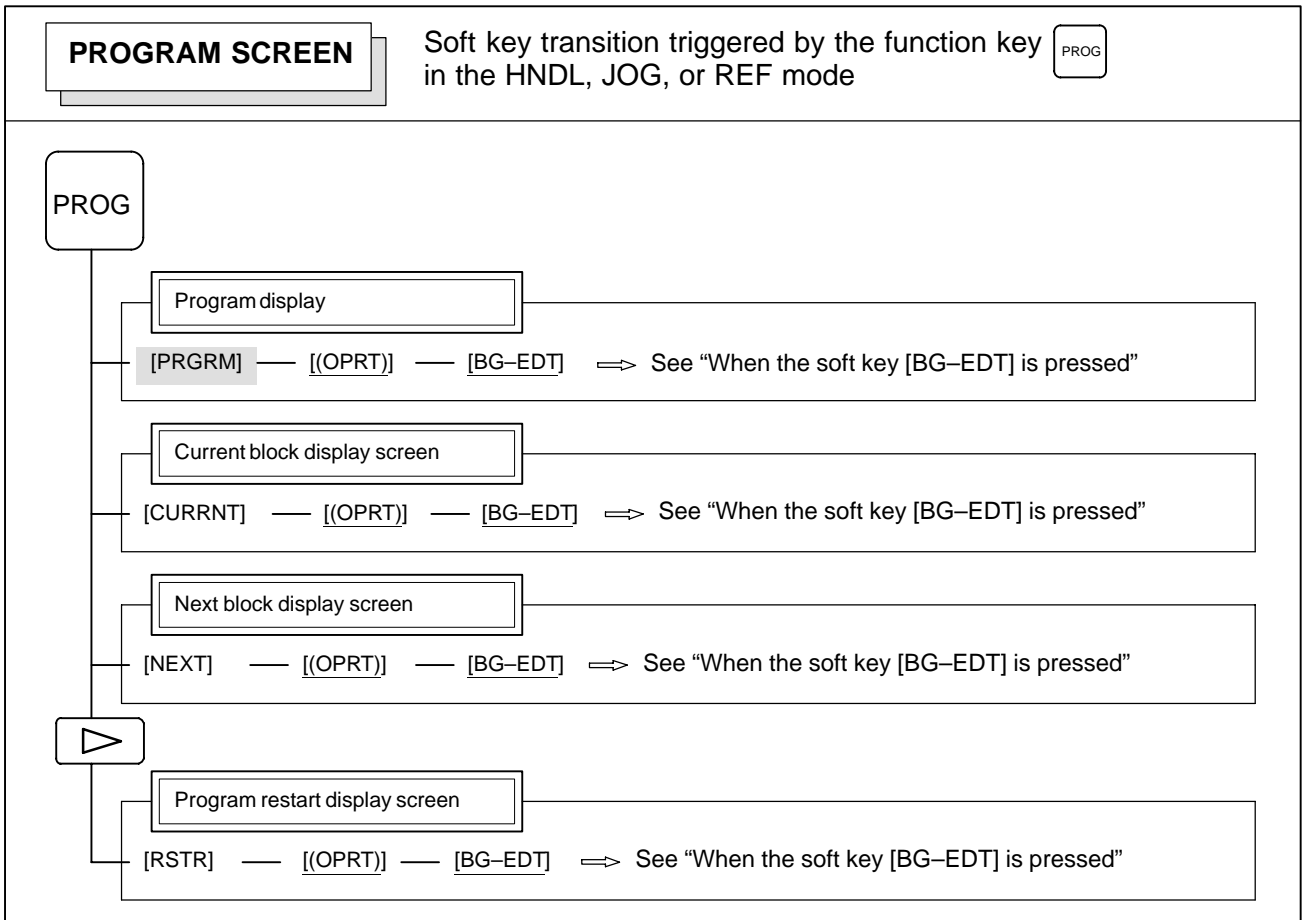 PROGRAM SCREEN
Soft key transition triggered by the function key PROG
in the HNDL, JOG, or REF mode
PROG
Program display
[PRGRM] [(OPRT)] [BG–EDT] See “When the soft key [BG–EDT] is pressed”
Current block display screen
[CURRNT] [(OPRT)] [BG–EDT] See “When the soft key [BG–EDT] is pressed”
Next block display screen
[NEXT] [(OPRT)] [BG–EDT] See “When the soft key [BG–EDT] is pressed”
Program restart display screen
[RSTR] [(OPRT)] [BG–EDT] See “When the soft key [BG–EDT] is pressed”